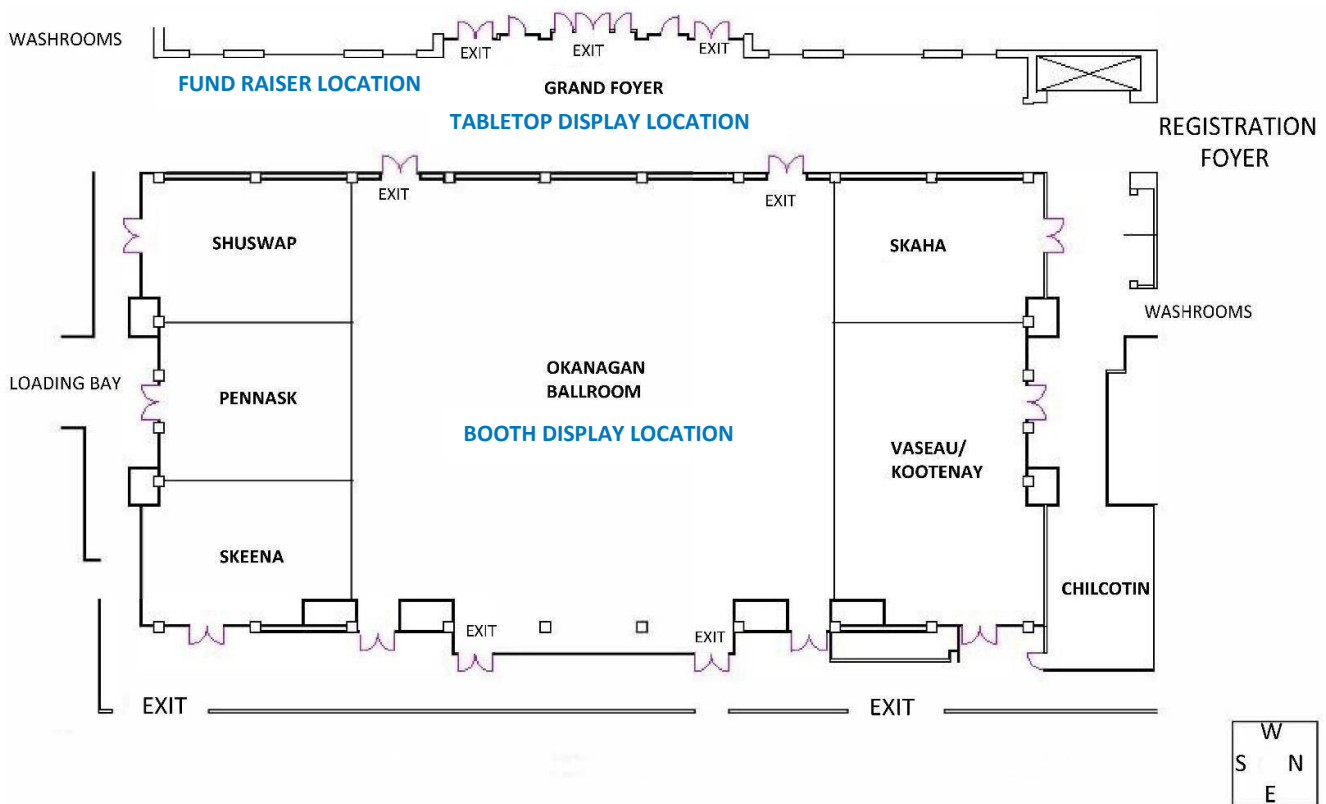 WASHROOMS
EXIT
EXIT
EXIT
FUND RAISER LOCATION
GRAND FOYER
TABLETOP DISPLAY LOCATION
REGISTRATION
FOYER
EXIT
EXIT
SHUSWAP
SKAHA
WASHROOMS
LOADING BAY
PENNASK
OKANAGAN
BALLROOM
BOOTH DISPLAY LOCATION
VASEAU/
KOOTENAY
SKEENA
CHILCOTIN
EXIT
EXIT
EXIT
EXIT
W
S N
E